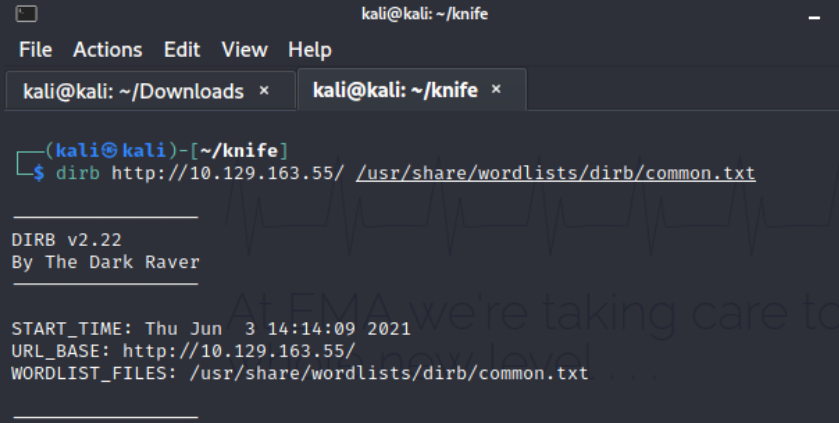 kali@kali: ~/knife
File Actions Edit View Help
kali@kali: ~/Downloads × kali@kali: ~/knife ×
┌──(kali㉿kali)-[~/knife]
└─$ dirb http://10.129.163.55/ /usr/share/wordlists/dirb/common.txt
-----------------
DIRB v2.22
By The Dark Raver
-----------------
START_TIME: Thu Jun  3 14:14:09 2021
URL_BASE: http://10.129.163.55/
WORDLIST_FILES: /usr/share/wordlists/dirb/common.txt
-----------------
At EMA we're taking care to
new level . . .